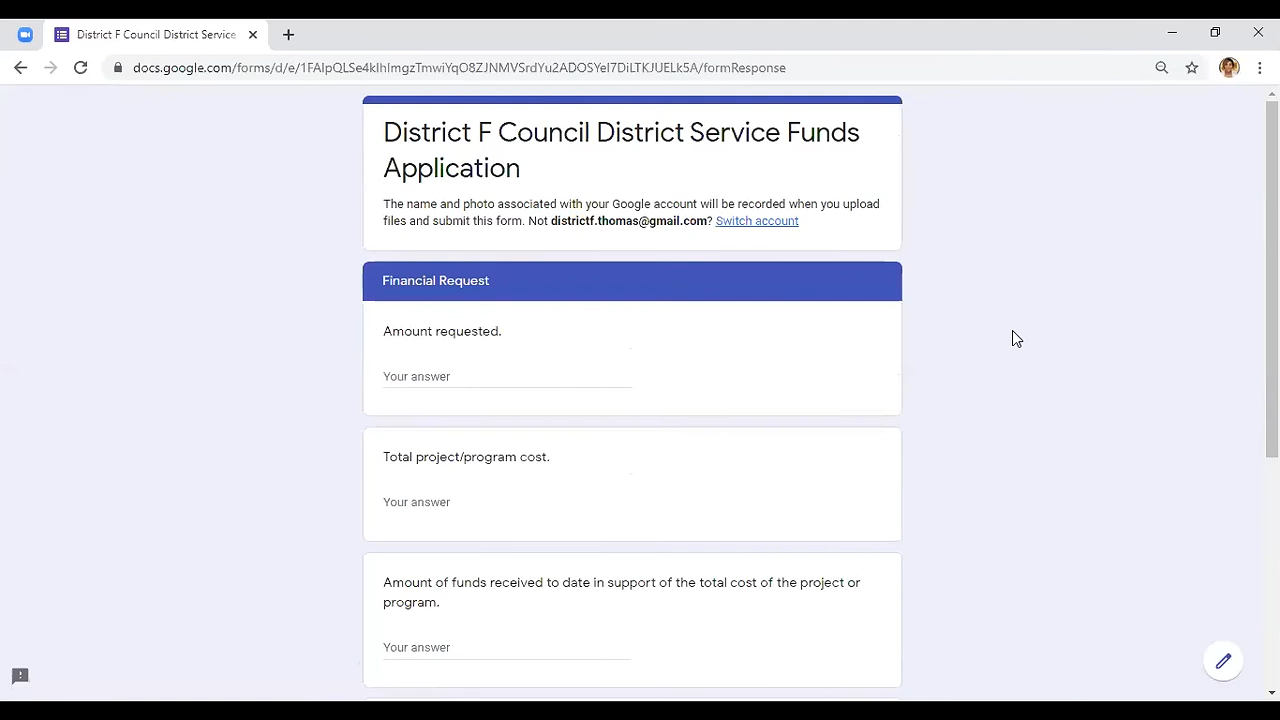 District F Council District Service
docs.google.com/forms/d/e/1FAIpQLSe4kIhImgzTmwiYqO8ZJNMVSrdYu2ADOSYeI7DiLTKJUELk5A/formResponse
District F Council District Service Funds
Application
The name and photo associated with your Google account will be recorded when you upload
files and submit this form. Not districtf.thomas@gmail.com? Switch account
Financial Request
Amount requested.
Your answer
Total project/program cost.
Your answer
Amount of funds received to date in support of the total cost of the project or
program.
Your answer